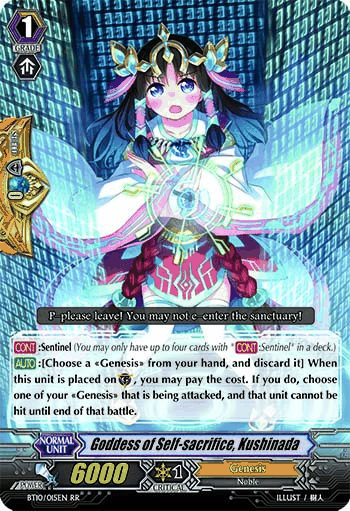 1
GRADE
SHIELD
0
P-please leave! You may not e-enter the sanctuary!
CONT :Sentinel (You may only have up to four cards with "CONT:Sentinel" in a deck.)
AUTO :[Choose a «Genesis» from your hand, and discard it] When
this unit is placed on , you may pay the cost. If you do, choose
one of your «Genesis» that is being attacked, and that unit cannot be
hit until end of that battle.
NORMAL
UNIT
Goddess of Self-sacrifice, Kushinada
POWER
6000
1
CRITICAL
Genesis
Noble
BT10/015EN RR
ILLUST / 樹人